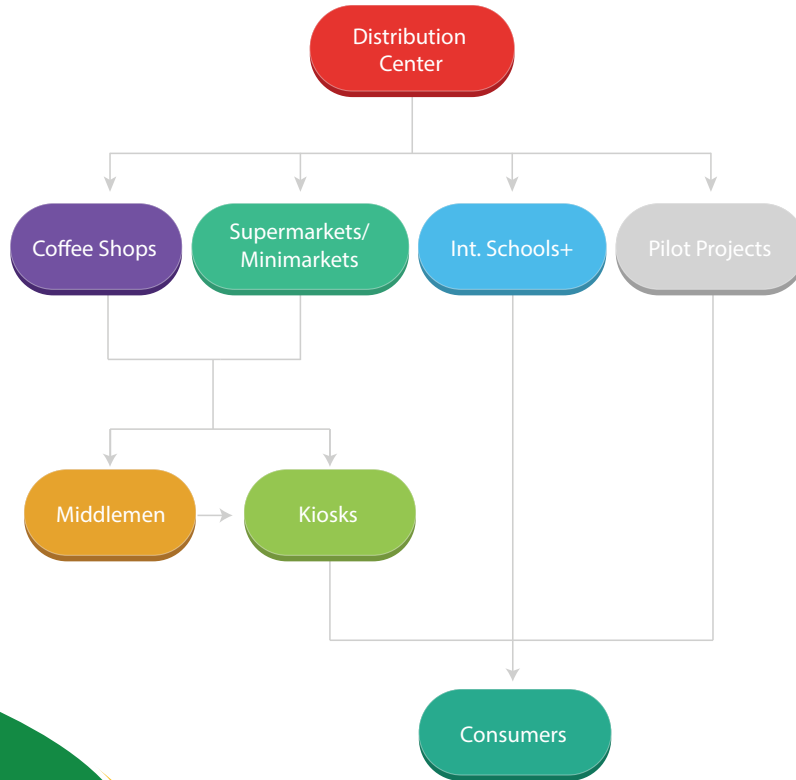 Distribution
Center
Coffee Shops
Supermarkets/
Minimarkets
Int. Schools+
Pilot Projects
Middlemen
Kiosks
Consumers